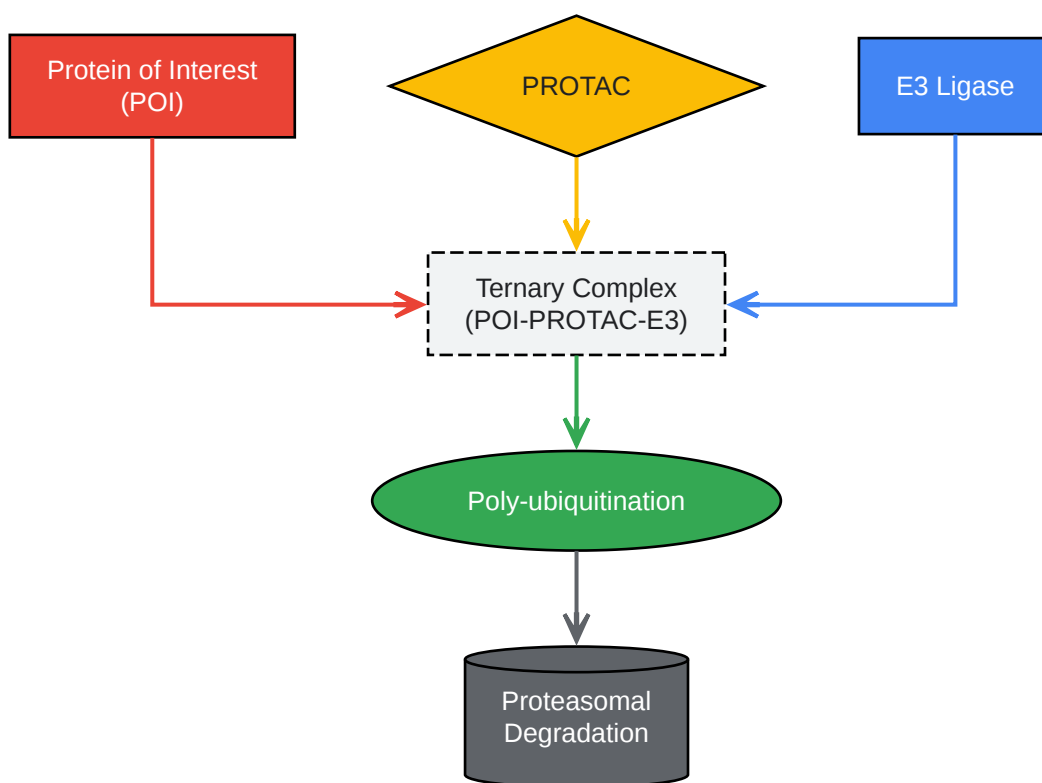 Protein of Interest
(POI)
PROTAC
E3 Ligase
Ternary Complex
(POI-PROTAC-E3)
Poly-ubiquitination
Proteasomal
Degradation